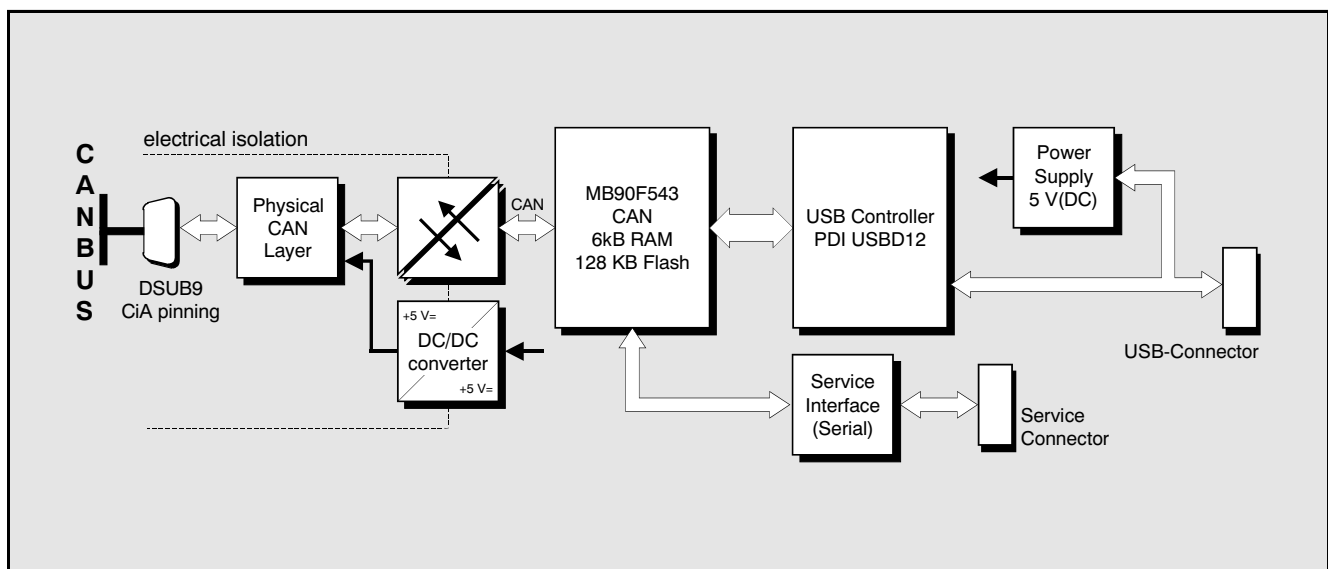 CANBUS
electrical isolation
DSUB9
CiA pinning
Physical
CAN
Layer
CAN
+5 V=
DC/DC
converter
+5 V=
MB90F543
CAN
6kB RAM
128 KB Flash
USB Controller
PDI USBD12
Power
Supply
5 V(DC)
USB-Connector
Service
Interface
(Serial)
Service
Connector